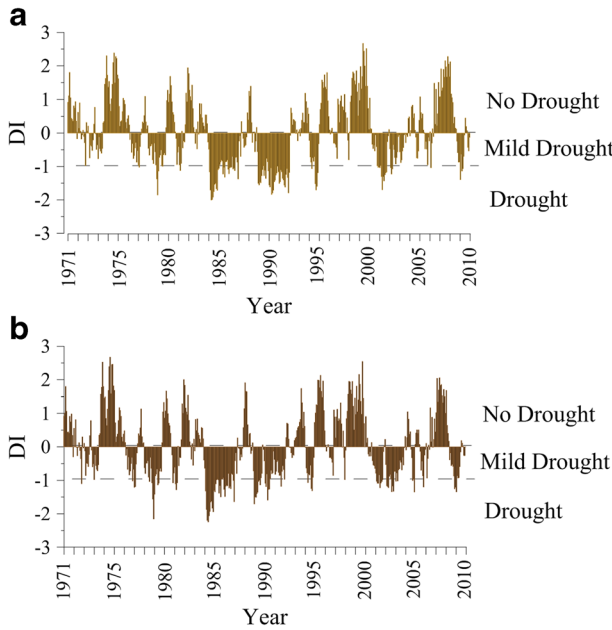 a
3
2
1
0
-1
-2
-3
DI
No Drought
Mild Drought
Drought
1971
1975
1980
1985
1990
1995
2000
2005
2010
Year
b
3
2
1
0
-1
-2
-3
DI
No Drought
Mild Drought
Drought
1971
1975
1980
1985
1990
1995
2000
2005
2010
Year